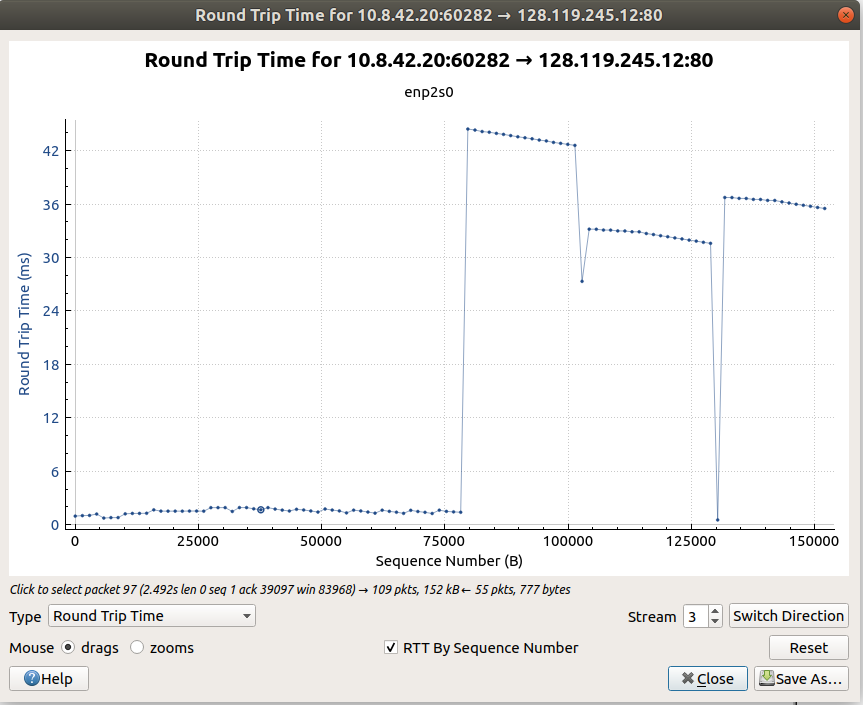 Round Trip Time for 10.8.42.20:60282 → 128.119.245.12:80
Round Trip Time for 10.8.42.20:60282 → 128.119.245.12:80
enp2s0
42
36
30
24
18
12
6
0
Round Trip Time (ms)
0 25000 50000 75000 100000 125000 150000
Sequence Number (B)
Click to select packet 97 (2.492s len 0 seq 1 ack 39097 win 83968) → 109 pkts, 152 kB ← 55 pkts, 777 bytes
Type Round Trip Time Stream 3 Switch Direction
Mouse drags zooms RTT By Sequence Number Reset
Help Close Save As…